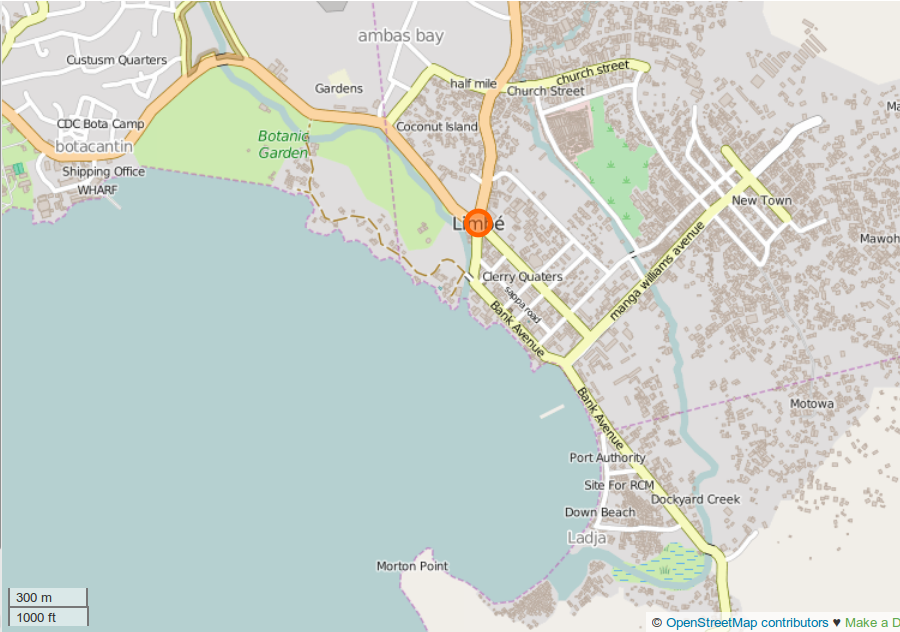 ambas bay
Custusm Quarters
church street
half mile
Gardens
Church Street
Ma
CDC Bota Camp
Coconut Island
Botanic
Garden
botacantin
Shipping Office
WHARF
New Town
Limbé
Mawoh
manga williams avenue
Clerry Quaters
sappa road
Bank Avenue
Bank Avenue
Motowa
Port Authority
Site For RCM
Dockyard Creek
Down Beach
Ladja
Morton Point
300 m
1000 ft
© OpenStreetMap contributors ♥ Make a D